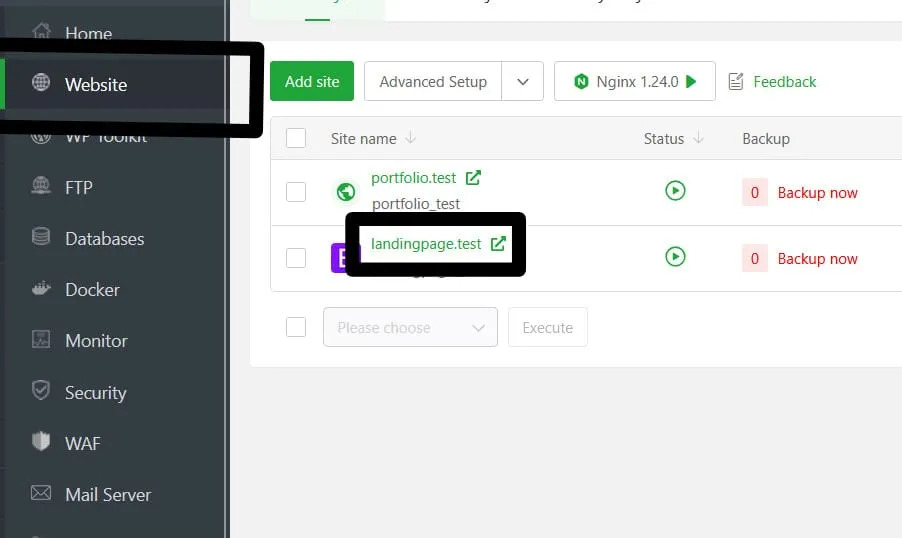 Home
Website
WP Toolkit
FTP
Databases
Docker
Monitor
Security
WAF
Mail Server
Add site
Advanced Setup
Nginx 1.24.0
Feedback
Site name
Status
Backup
portfolio.test
portfolio_test
0 Backup now
landingpage.test
0 Backup now
Please choose
Execute